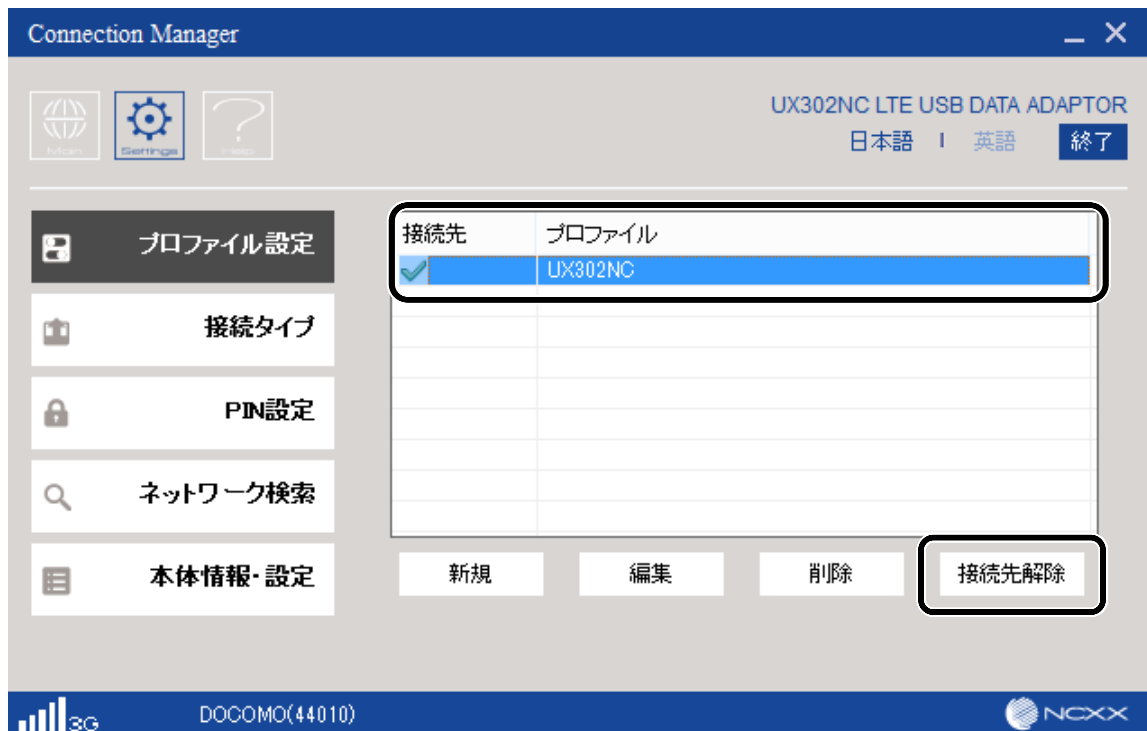 Connection Manager
Main
Settings
Help
UX302NC LTE USB DATA ADAPTOR
日本語 | 英語 終了
プロファイル設定
接続タイプ
PIN設定
ネットワーク検索
本体情報・設定
接続先 プロファイル
UX302NC
新規 編集 削除 接続先解除
3G DOCOMO(44010) NCXX